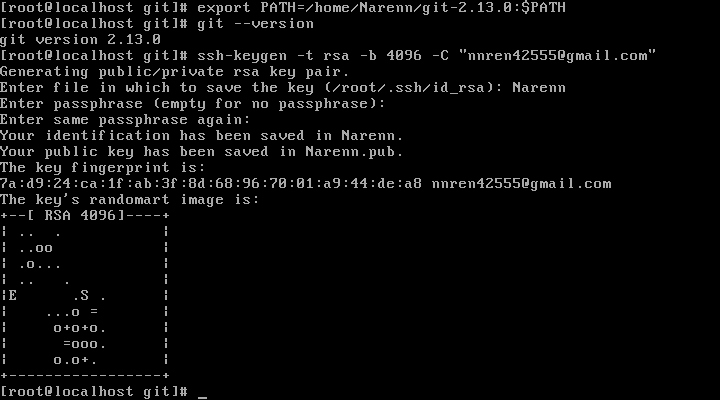 [root@localhost git]# export PATH=/home/Narenn/git-2.13.0:$PATH
[root@localhost git]# git --version
git version 2.13.0
[root@localhost git]# ssh-keygen -t rsa -b 4096 -C "nnren42555@gmail.com"
Generating public/private rsa key pair.
Enter file in which to save the key (/root/.ssh/id_rsa): Narenn
Enter passphrase (empty for no passphrase):
Enter same passphrase again:
Your identification has been saved in Narenn.
Your public key has been saved in Narenn.pub.
The key fingerprint is:
7a:d9:24:ca:1f:ab:3f:8d:68:96:70:01:a9:44:de:a8 nnren42555@gmail.com
The key's randomart image is:
+--[ RSA 4096]----+
| ..  .           |
| ..oo            |
| .o...           |
| ..    .         |
|E       .S .     |
|     ...o =      |
|      o+o+o.     |
|       =ooo.     |
|      o.o+.      |
+-----------------+
[root@localhost git]# _